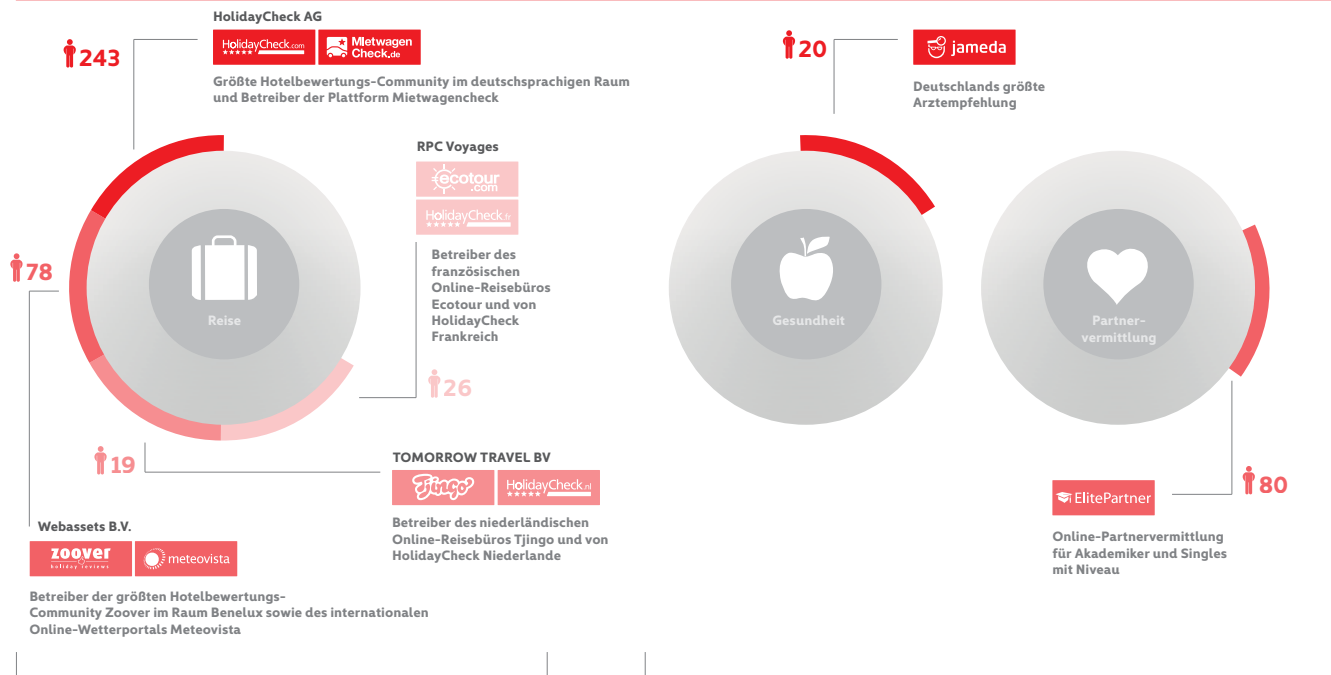 HolidayCheck AG
243
HolidayCheck.com
MIetwagen
Check.de
Größte Hotelbewertungs-Community im deutschsprachigen Raum
und Betreiber der Plattform Mietwagencheck
RPC Voyages
ecotour
.com
HolidayCheck.fr
Betreiber des
französischen
Online-Reisebüros
Ecotour und von
HolidayCheck
Frankreich
26
Reise
78
19
TOMORROW TRAVEL BV
Tjingo
HolidayCheck.nl
Betreiber des niederländischen
Online-Reisebüros Tjingo und von
HolidayCheck Niederlande
Webassets B.V.
zoover
holiday reviews
meteovista
Betreiber der größten Hotelbewertungs-
Community Zoover im Raum Benelux sowie des internationalen
Online-Wetterportals Meteovista
20
jameda
Deutschlands größte
Arztempfehlung
Gesundheit
Partner-
vermittlung
80
ElitePartner
Online-Partnervermittlung
für Akademiker und Singles
mit Niveau